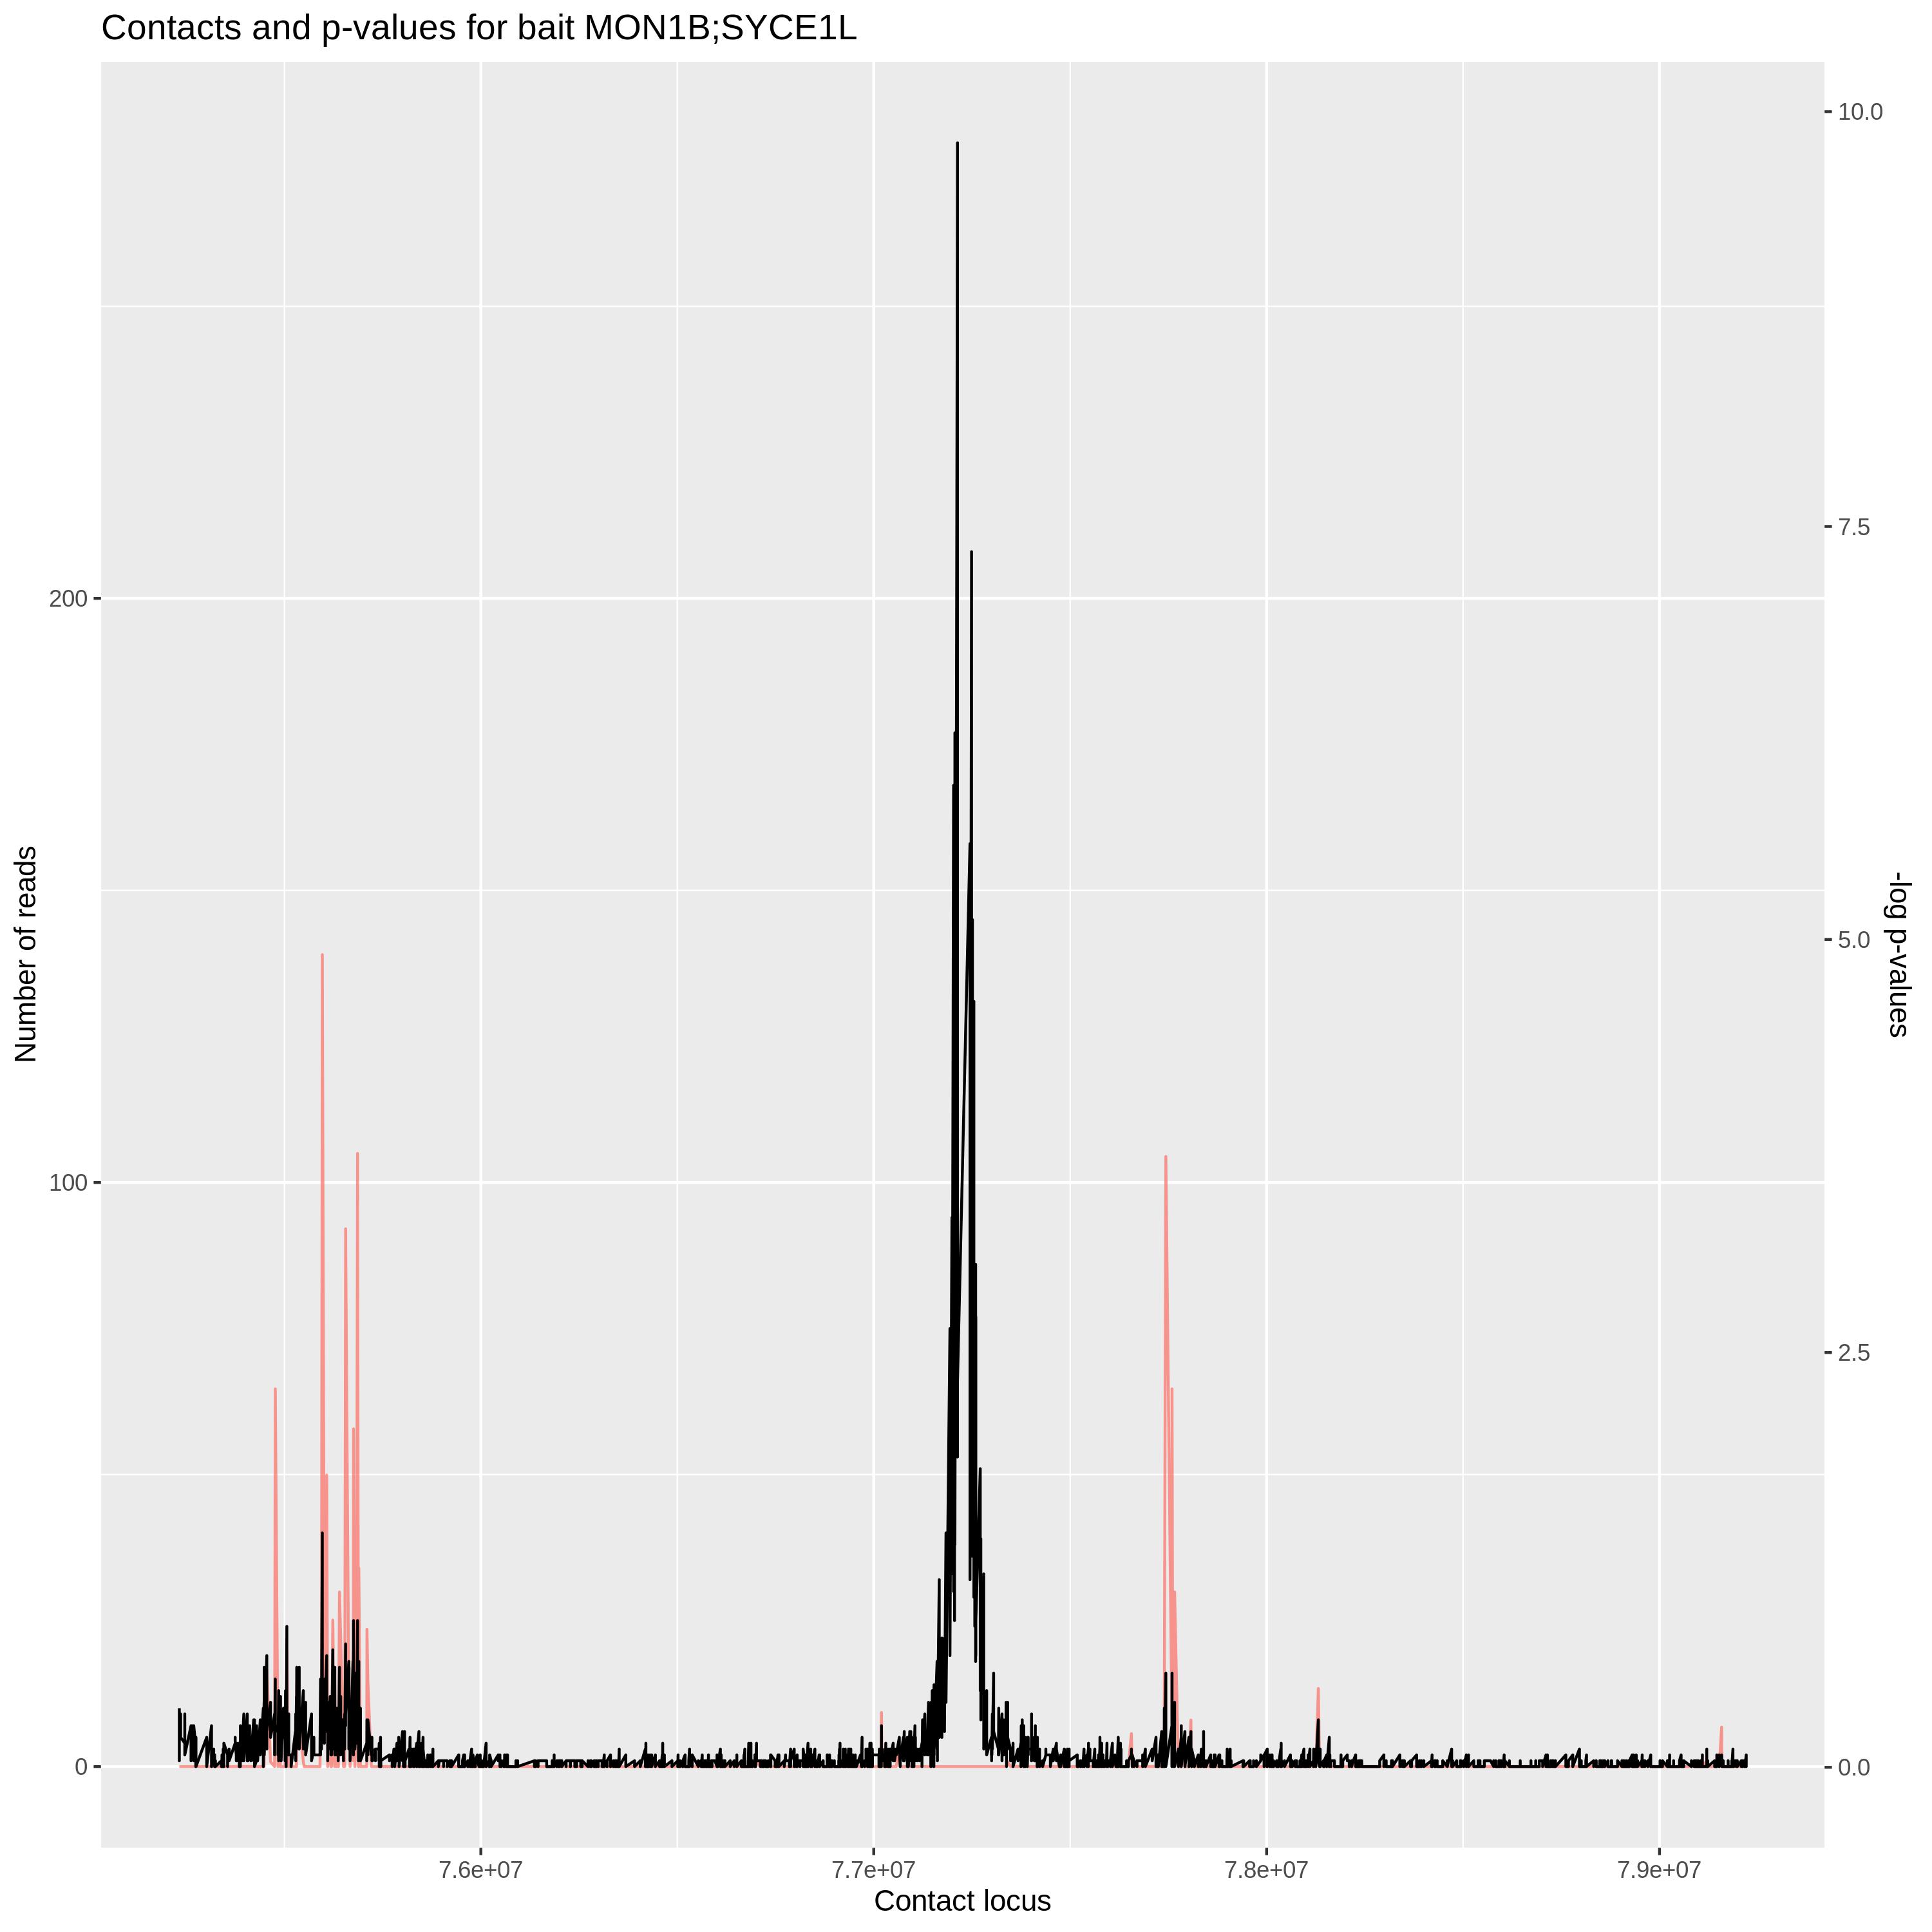 Contacts and p-values for bait MON1B;SYCE1L
Number of reads
200
100
0
10.0
7.5
5.0
2.5
0.0
-log p-values
7.6e+07
7.7e+07
7.8e+07
7.9e+07
Contact locus